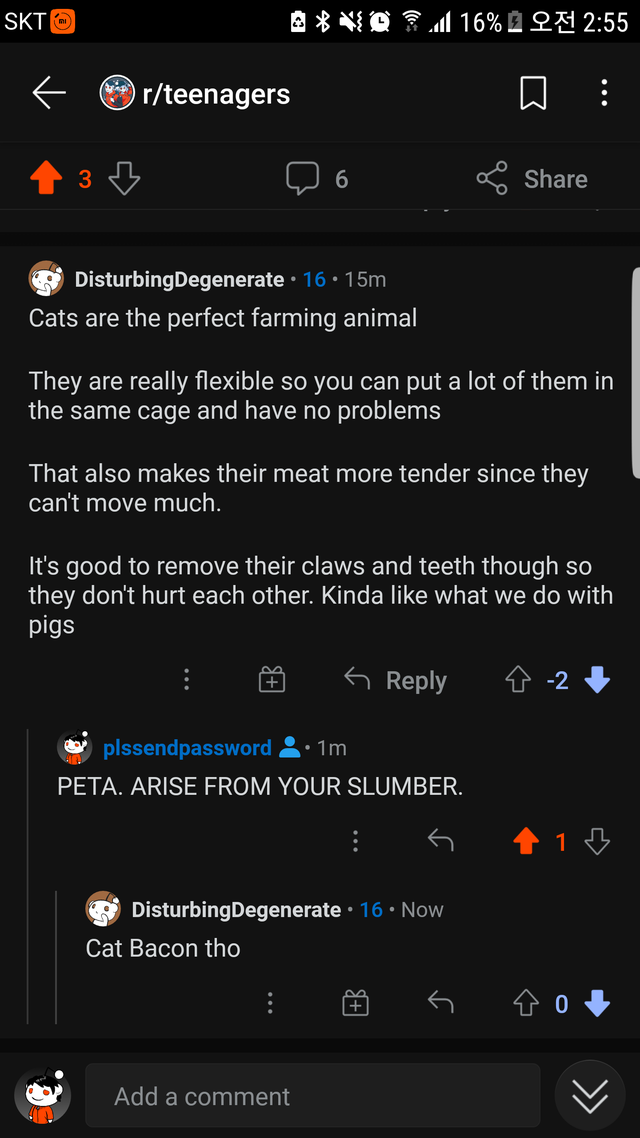 SKT 16% 오전 2:55
r/teenagers
3 6 Share
DisturbingDegenerate • 16 • 15m
Cats are the perfect farming animal
They are really flexible so you can put a lot of them in
the same cage and have no problems
That also makes their meat more tender since they
can't move much.
It's good to remove their claws and teeth though so
they don't hurt each other. Kinda like what we do with
pigs
Reply -2
plssendpassword • 1m
PETA. ARISE FROM YOUR SLUMBER.
1
DisturbingDegenerate • 16 • Now
Cat Bacon tho
0
Add a comment